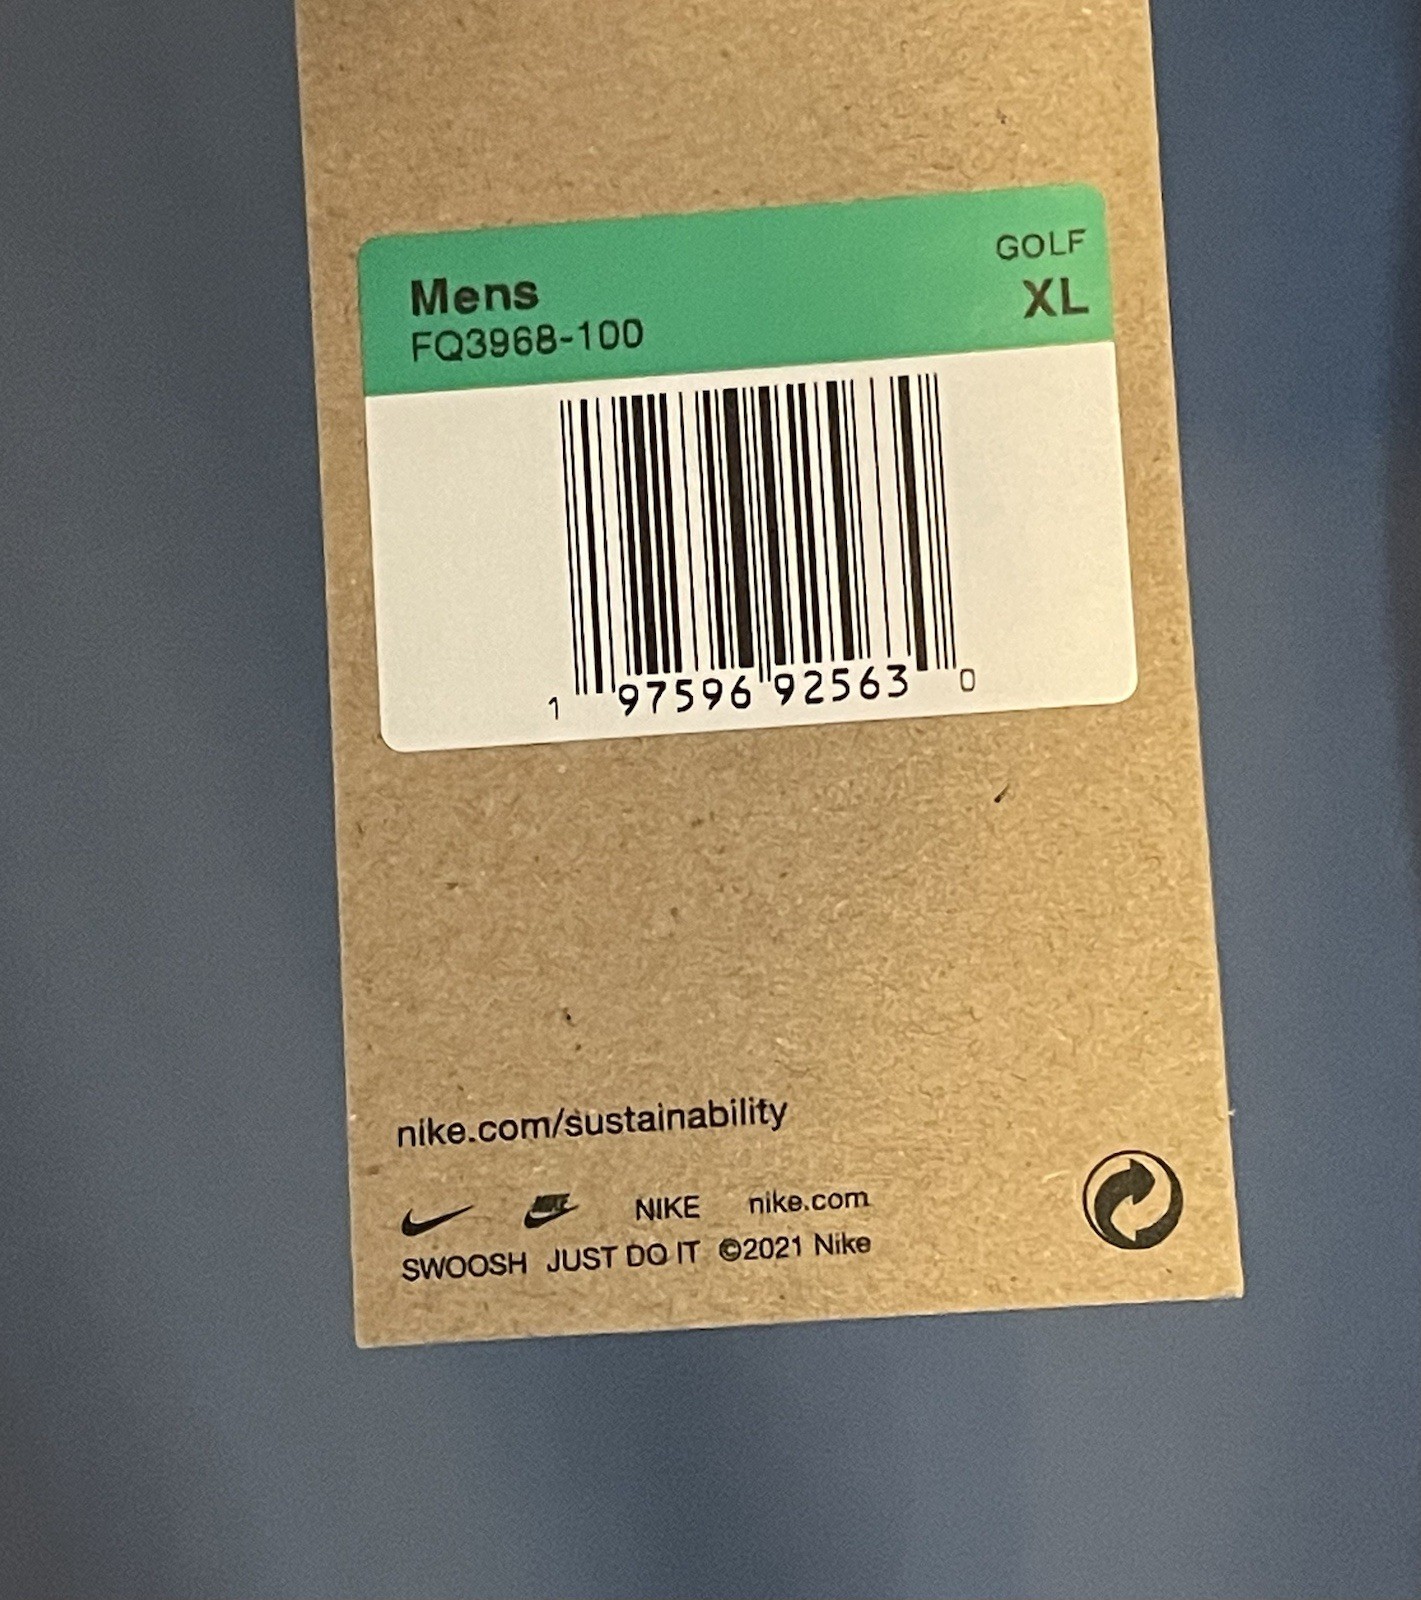 GOLF
Mens XL
FQ3968-100
1 97596 92563 0
nike.com/sustainability
NIKE NIKE nike.com
SWOOSH JUST DO IT ©2021 Nike